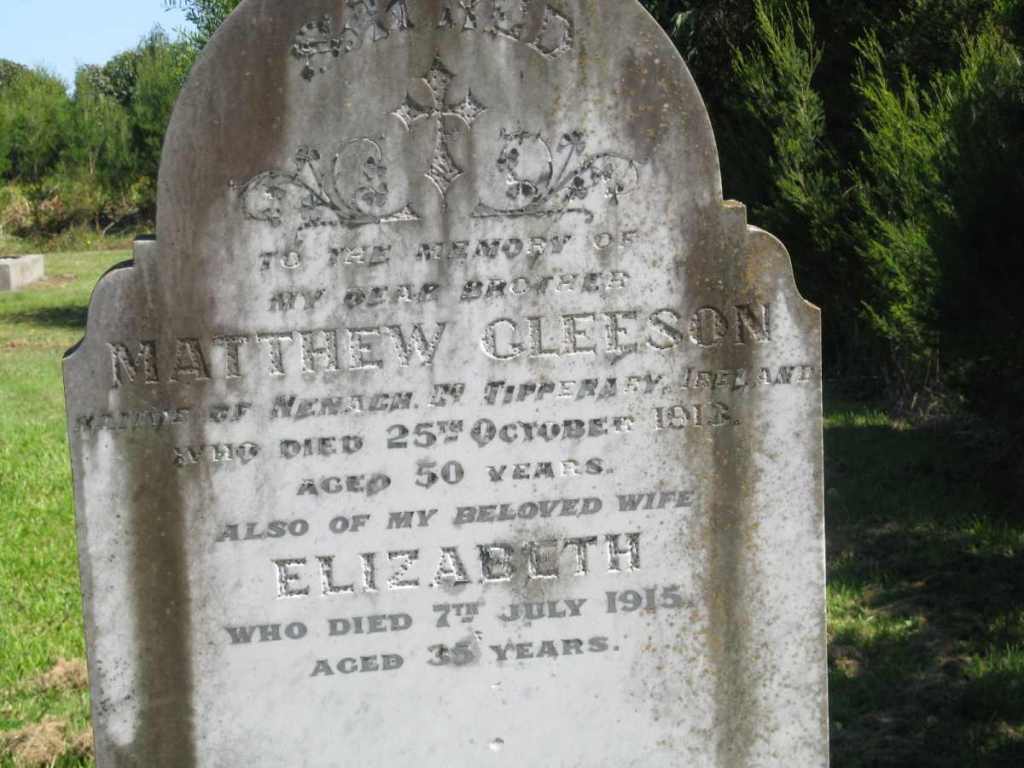 TO THE MEMORY OF
MY DEAR BROTHER
MATTHEW GLEESON
NATIVE OF NENAGH, CO TIPPERARY, IRELAND
WHO DIED 25TH OCTOBER 1913.
AGED 50 YEARS.
ALSO OF MY BELOVED WIFE
ELIZABETH
WHO DIED 7TH JULY 1915.
AGED 35 YEARS.